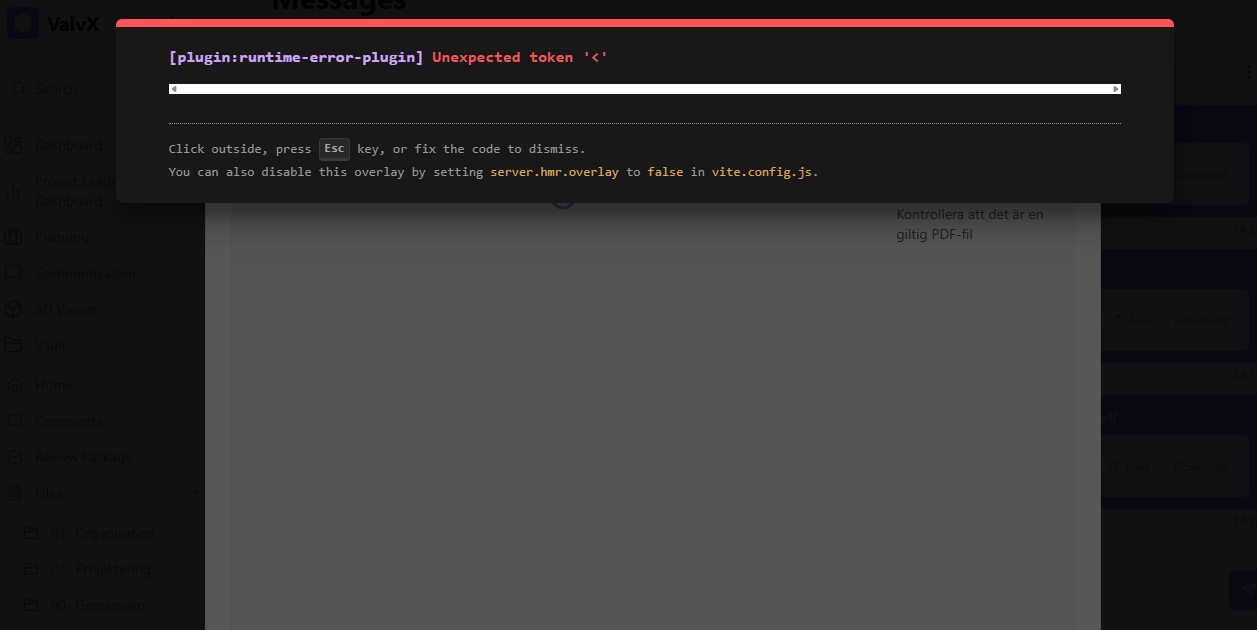 Messages
ValvX
[plugin:runtime-error-plugin] Unexpected token '<'
Search
Click outside, press Esc key, or fix the code to dismiss.
You can also disable this overlay by setting server.hmr.overlay to false in vite.config.js.
Dashboard
Project Leade
Dashboard
Download
Kontrollera att det är en
giltig PDF-fil
Planning
Communication
3D Viewer
View
Download
Vault
Home
Comments
Review Package
View
Download
Files
+
01- Organisation
02- Projektering
00- Gemensam